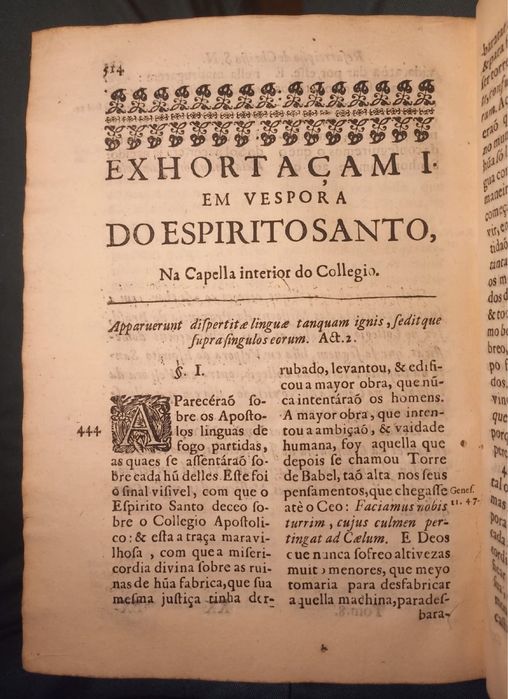 514
EXHORTAÇAM I.
EM VESPORA
DO ESPIRITO SANTO,
Na Capella interior do Collegio.
Apparuerunt dispertitæ linguæ tanquam ignis, seditque
supra singulos eorum. Act. 2.
§. I.
444
APareceraõ so-
bre os Aposto-
los linguas de
fogo partidas,
as quaes se assentáraõ so-
bre cada hũ delles. Este foi
o sinal visivel, com que o
Espirito Santo deceo so-
bre o Collegio Apostoli-
co: & esta a traça maravi-
lhosa, com que a miseri-
cordia divina sobre as rui-
nas de hũa fabrica, que sua
mesma justiça tinha der-
rubado, levantou, & edifi-
cou a mayor obra, que nũ-
ca intentáraõ os homens.
A mayor obra, que inten-
tou a ambiçaõ, & vaidade
humana, foy aquella que
depois se chamou Torre
de Babel, taõ alta nos seus
pensamentos, que chegasse
atè o Ceo: Faciamus nobis
turrim, cujus culmen per-
tingat ad Cælum. E Deos
que nunca sofreo altivezas
muito menores, que meyo
tomaria para desfabricar
aquella machina, para des-
bara-
Genes.
11. 47.